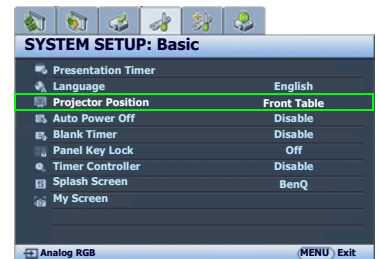 SYSTEM SETUP: Basic
Presentation Timer
Language English
Projector Position Front Table
Auto Power Off Disable
Blank Timer Disable
Panel Key Lock Off
Timer Controller Disable
Splash Screen BenQ
My Screen
Analog RGB MENU Exit